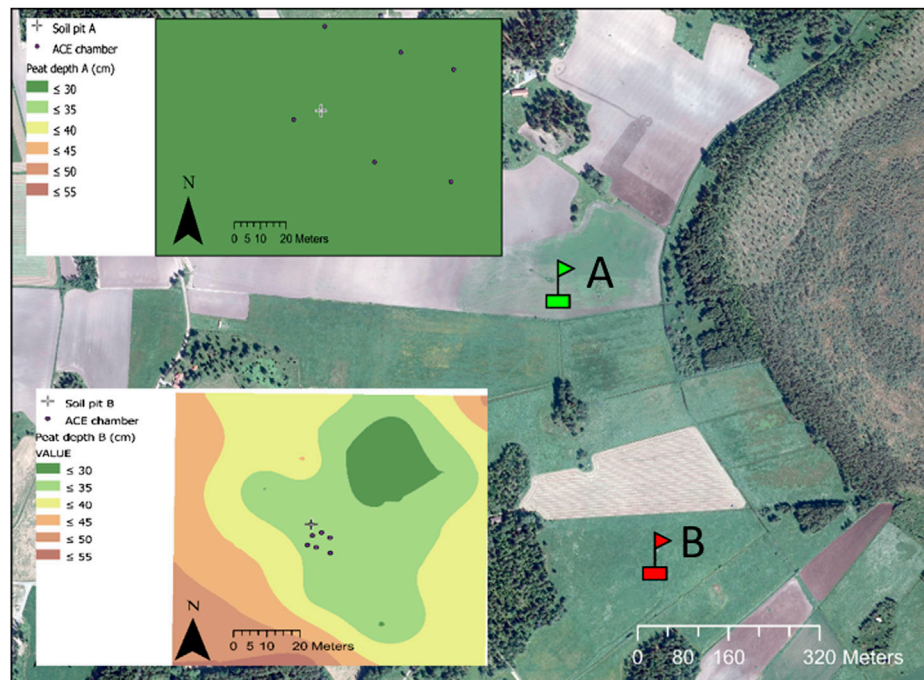 Soil pit A
ACE chamber
Peat depth A (cm)
≤ 30
≤ 35
≤ 40
≤ 45
≤ 50
≤ 55
N
0 5 10 20 Meters
A
Soil pit B
ACE chamber
Peat depth B (cm)
VALUE
≤ 30
≤ 35
≤ 40
≤ 45
≤ 50
≤ 55
N
0 5 10 20 Meters
B
0 80 160 320 Meters